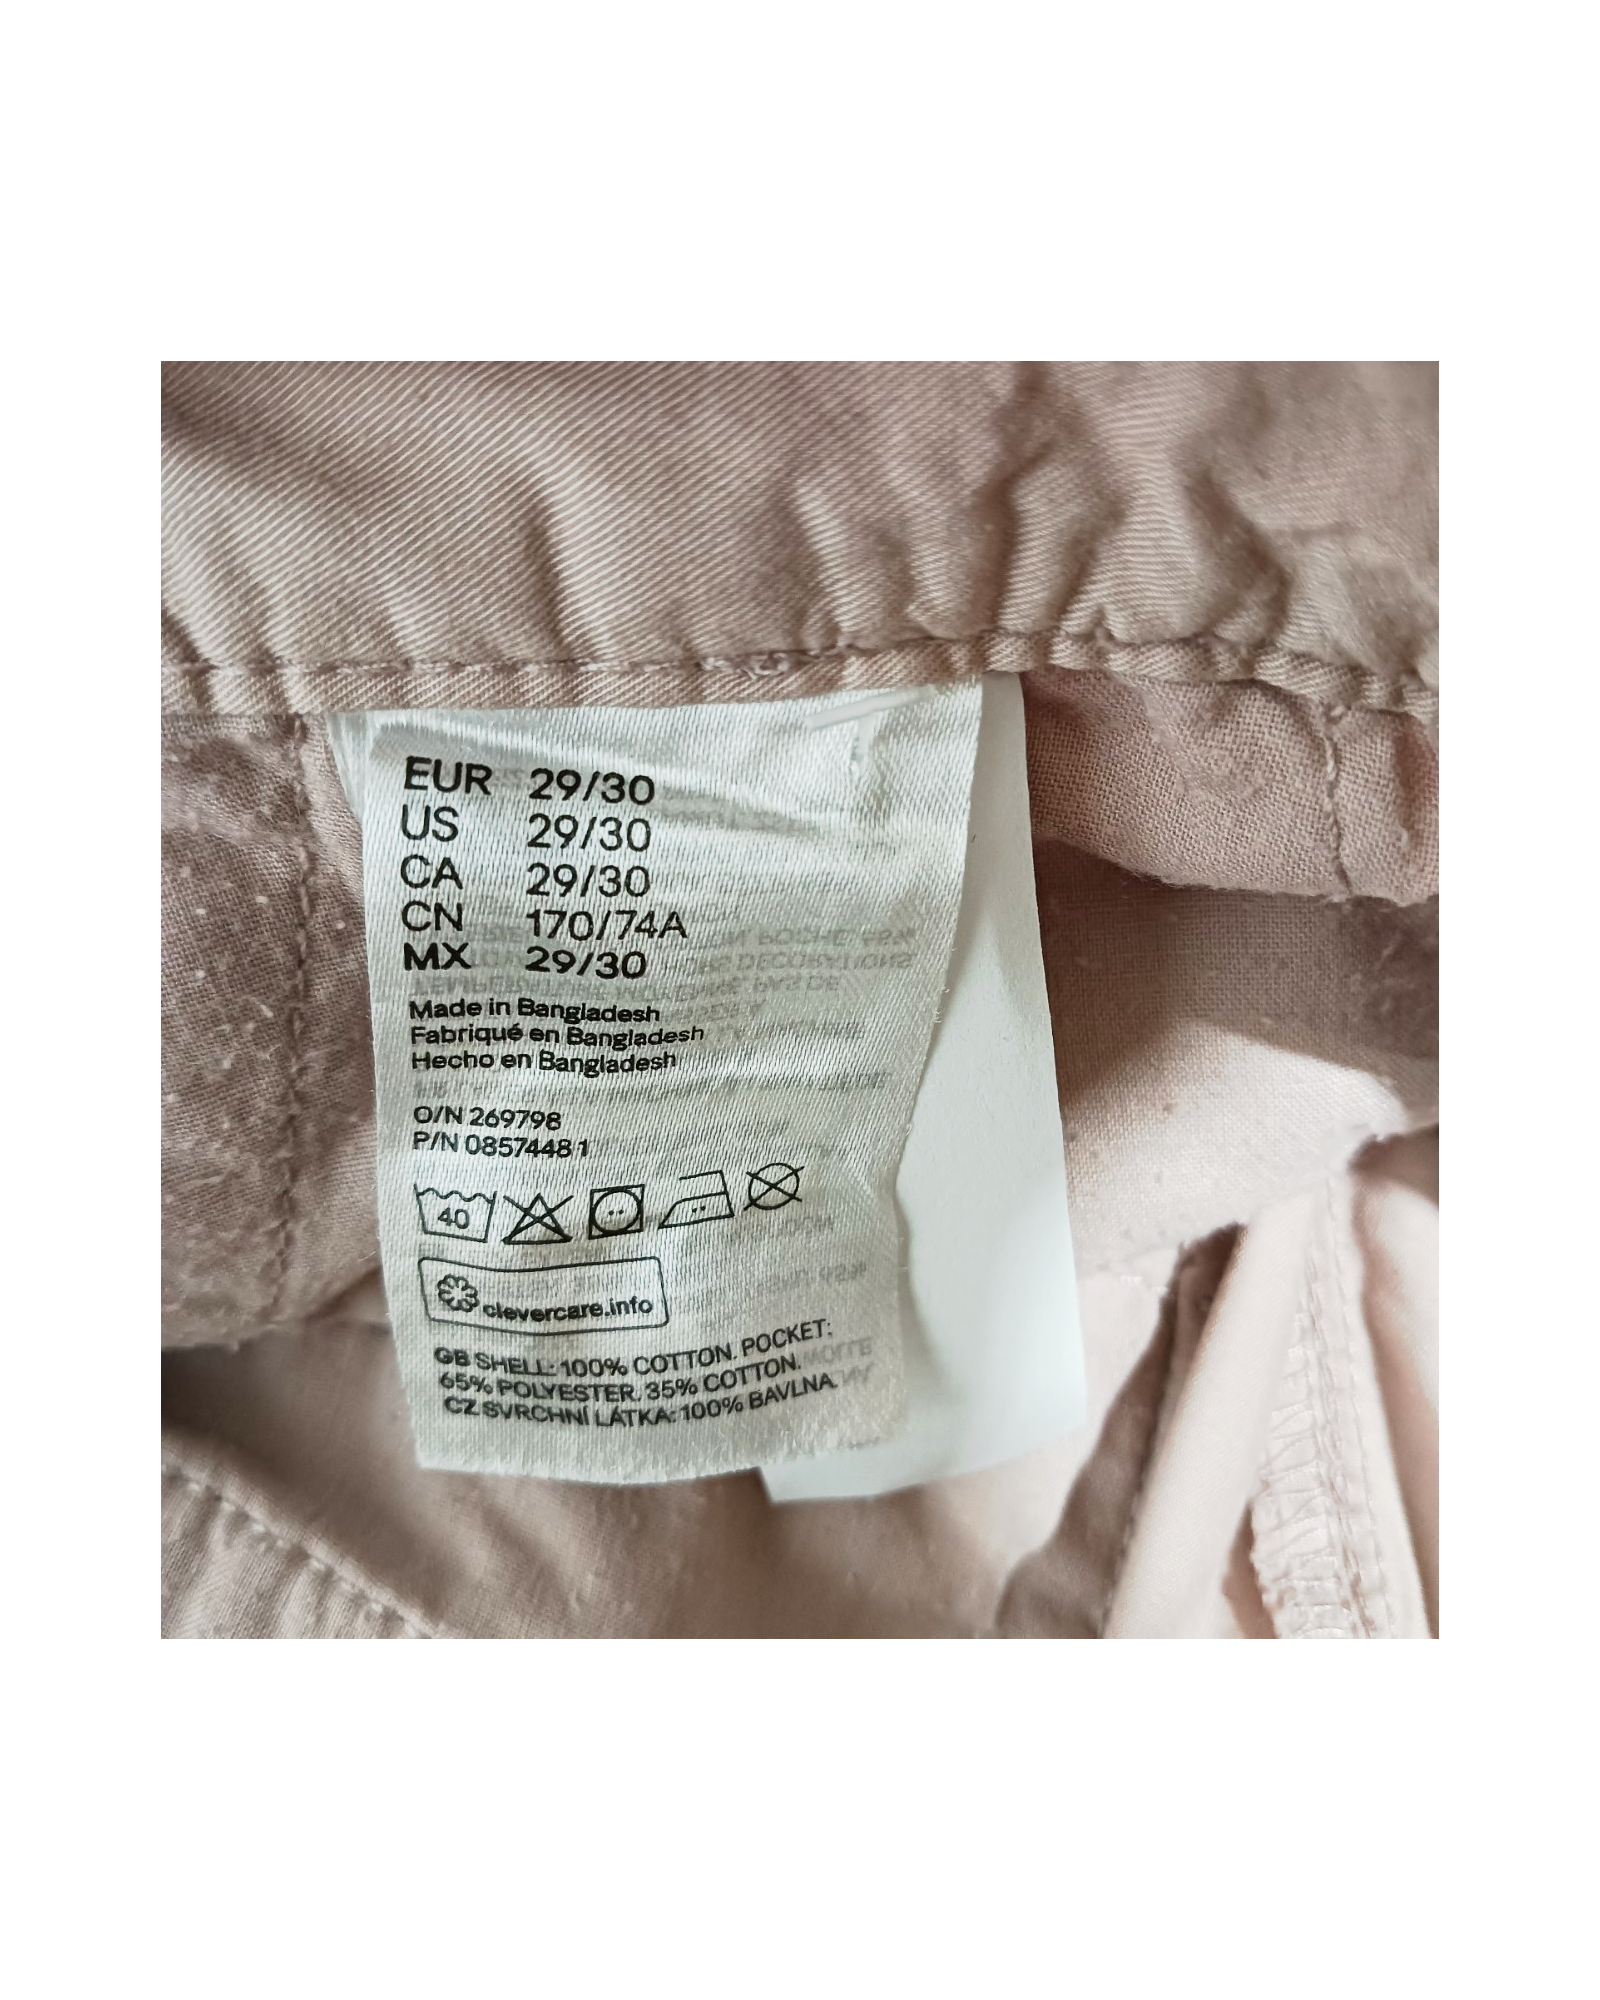 EUR 29/30
US 29/30
CA 29/30
CN 170/74A
MX 29/30
Made in Bangladesh
Fabriqué en Bangladesh
Hecho en Bangladesh
O/N 269798
P/N 08574481
40
clevercare.info
GB SHELL: 100% COTTON. POCKET:
65% POLYESTER. 35% COTTON.
CZ SVRCHNÍ LÁTKA: 100% BAVLNA.